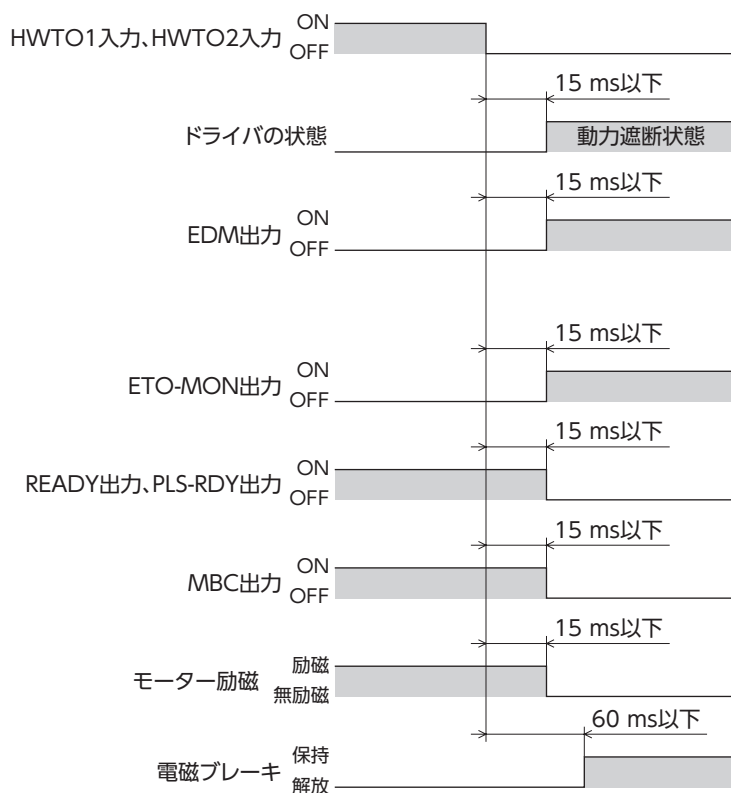 HWTO1入力、HWTO2入力 ON
OFF
15 ms以下
ドライバの状態 動力遮断状態
15 ms以下
EDM出力 ON
OFF
15 ms以下
ETO-MON出力 ON
OFF
15 ms以下
READY出力、PLS-RDY出力 ON
OFF
15 ms以下
MBC出力 ON
OFF
15 ms以下
モーター励磁 励磁
無励磁
60 ms以下
電磁ブレーキ 保持
解放